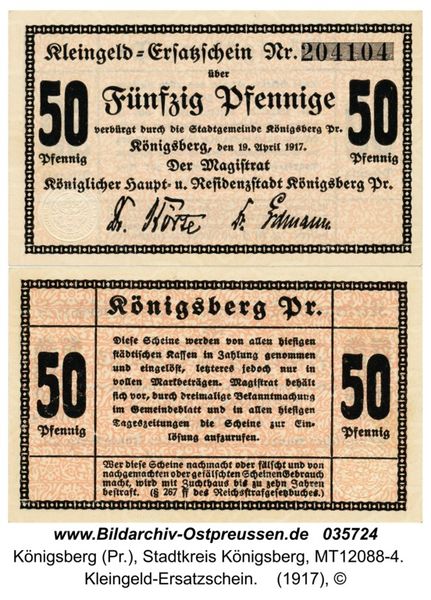 Kleingeld-Ersatzschein Nr. 204104
über
50 Fünfzig Pfennige 50
verbürgt durch die Stadtgemeinde Königsberg Pr.
Pfennig Königsberg, den 19. April 1917. Pfennig
Der Magistrat
Königlicher Haupt- u. Residenzstadt Königsberg Pr.
Dr. Körte Dr. Erdmann
Königsberg Pr.
Diese Scheine werden von allen hiesigen
städtischen Kassen in Zahlung genommen
und eingelöst, letzteres jedoch nur in
vollen Markbeträgen. Magistrat behält
50 sich vor, durch dreimalige Bekanntmachung 50
im Gemeindeblatt und in allen hiesigen
Pfennig Tageszeitungen die Scheine zur Ein- Pfennig
lösung aufzurufen.
Wer diese Scheine nachmacht oder fälscht und von
nachgemachten oder gefälschten Scheinen Gebrauch
macht, wird mit Zuchthaus bis zu zehn Jahren
bestraft. (§ 267 ff des Reichsstrafgesetzbuches.)
www.Bildarchiv-Ostpreussen.de 035724
Königsberg (Pr.), Stadtkreis Königsberg, MT12088-4.
Kleingeld-Ersatzschein. (1917), ©